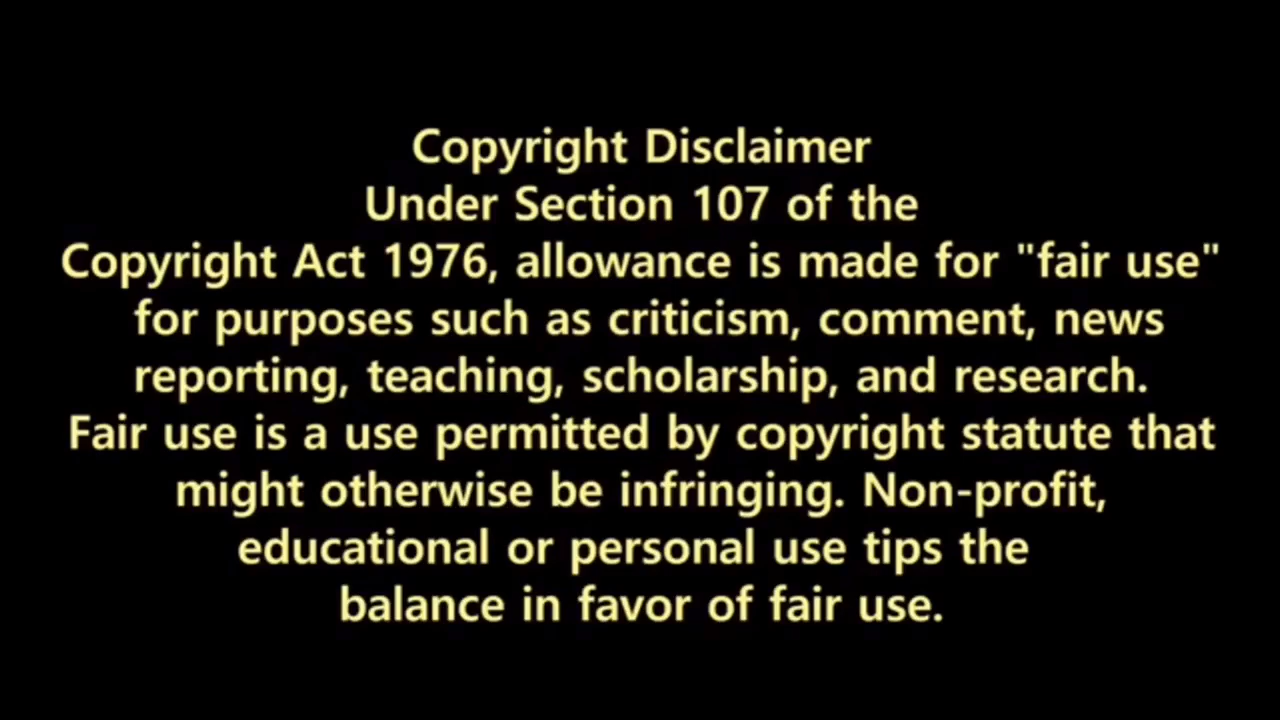 Copyright Disclaimer
Under Section 107 of the
Copyright Act 1976, allowance is made for "fair use"
for purposes such as criticism, comment, news
reporting, teaching, scholarship, and research.
Fair use is a use permitted by copyright statute that
might otherwise be infringing. Non-profit,
educational or personal use tips the
balance in favor of fair use.